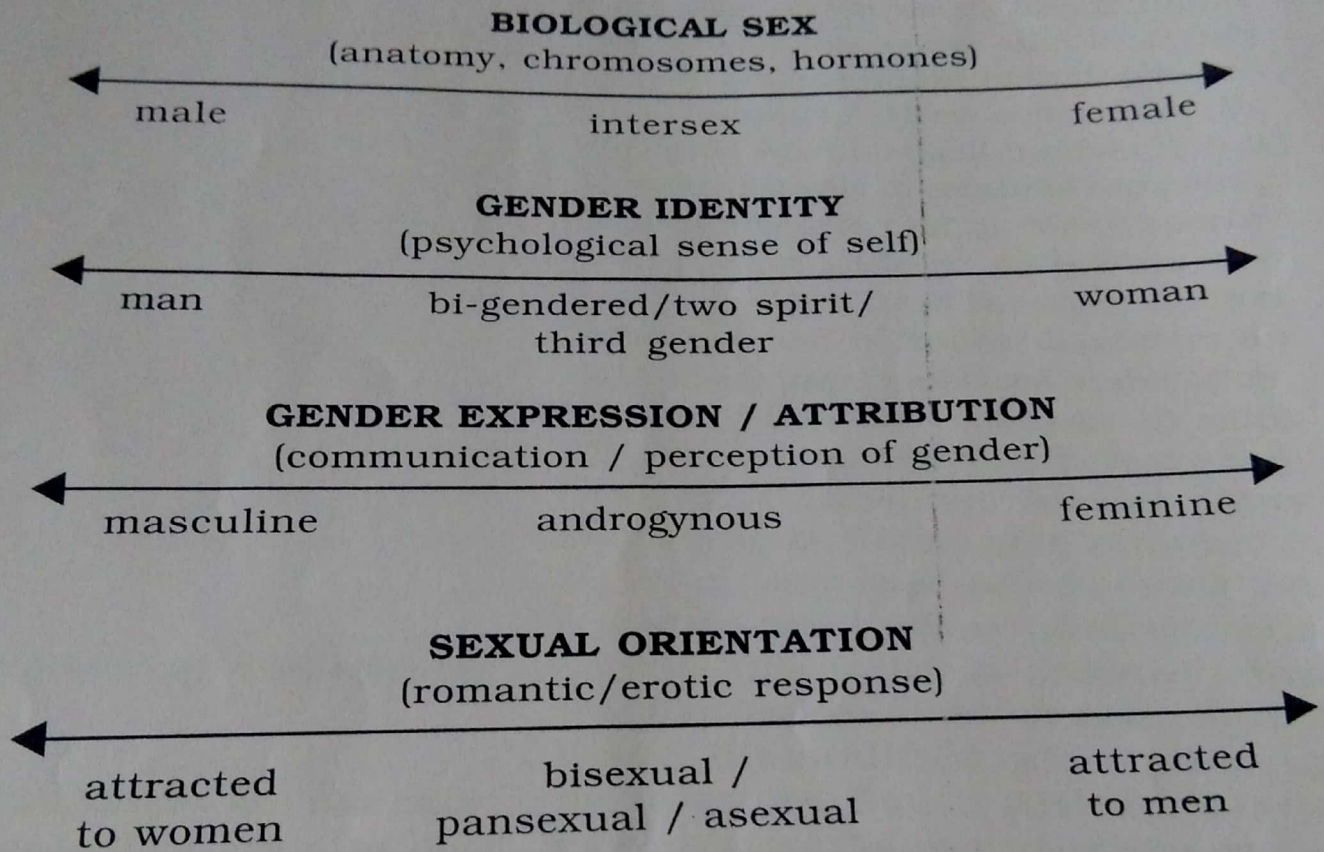 BIOLOGICAL SEX
(anatomy, chromosomes, hormones)
male intersex female
GENDER IDENTITY
(psychological sense of self)
man bi-gendered/two spirit/ woman
third gender
GENDER EXPRESSION / ATTRIBUTION
(communication / perception of gender)
masculine androgynous feminine
SEXUAL ORIENTATION
(romantic/erotic response)
attracted bisexual / attracted
to women pansexual / asexual to men